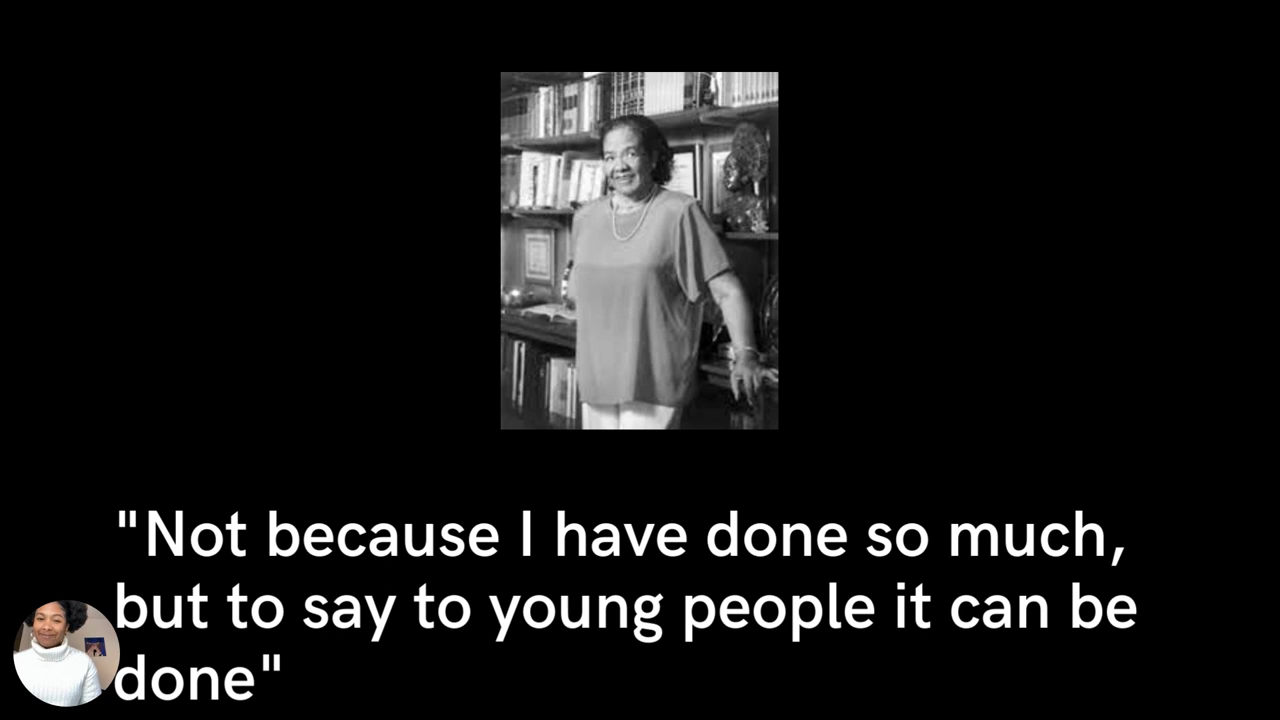 "Not because I have done so much,
but to say to young people it can be
done"